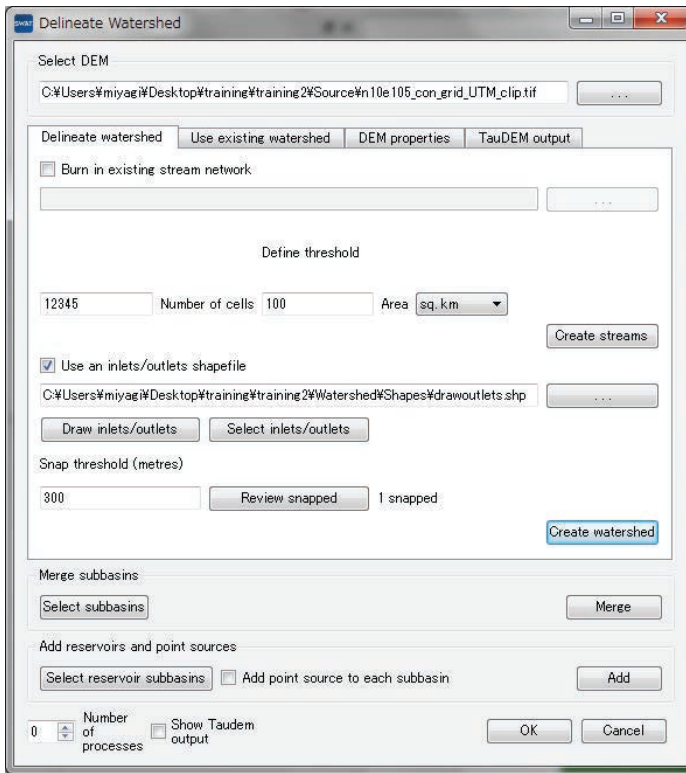 SWAT
Delineate Watershed
Select DEM
C:¥Users¥miyagi¥Desktop¥training¥training2¥Source¥n10e105_con_grid_UTM_clip.tif
...
Delineate watershed Use existing watershed DEM properties TauDEM output
Burn in existing stream network
...
Define threshold
12345 Number of cells 100 Area sq. km
Create streams
Use an inlets/outlets shapefile
C:¥Users¥miyagi¥Desktop¥training¥training2¥Watershed¥Shapes¥drawoutlets.shp
...
Draw inlets/outlets Select inlets/outlets
Snap threshold (metres)
300 Review snapped 1 snapped
Create watershed
Merge subbasins
Select subbasins Merge
Add reservoirs and point sources
Select reservoir subbasins Add point source to each subbasin Add
0 Number of processes Show Taudem output OK Cancel